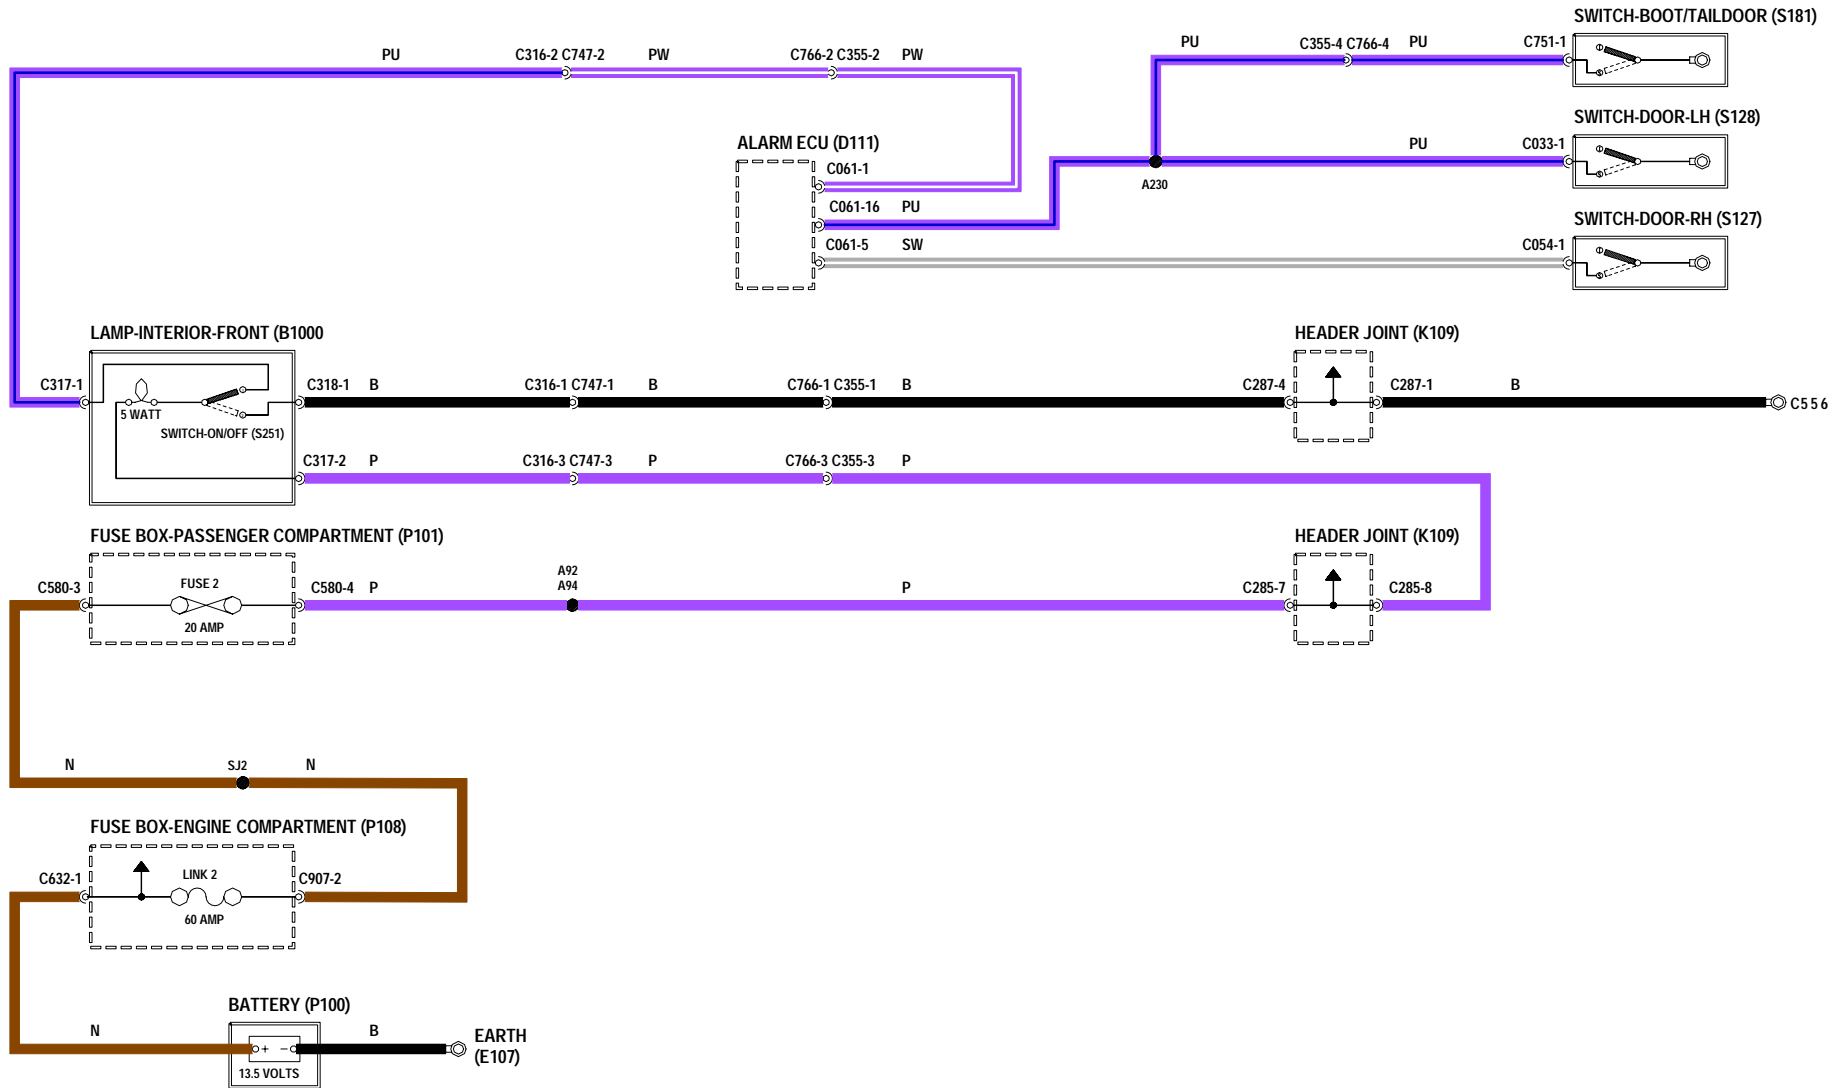 SWITCH-BOOT/TAILDOOR (S181)
PU C316-2 C747-2 PW C766-2 C355-2 PW
PU C355-4 C766-4 PU C751-1
SWITCH-DOOR-LH (S128)
ALARM ECU (D111)
PU C033-1
C061-1
A230
C061-16 PU
SWITCH-DOOR-RH (S127)
C061-5 SW C054-1
LAMP-INTERIOR-FRONT (B1000
HEADER JOINT (K109)
C317-1 C318-1 B C316-1 C747-1 B C766-1 C355-1 B C287-4 C287-1 B
5 WATT
C556
SWITCH-ON/OFF (S251)
C317-2 P C316-3 C747-3 P C766-3 C355-3 P
FUSE BOX-PASSENGER COMPARTMENT (P101)
HEADER JOINT (K109)
A92
A94
C580-3 FUSE 2 C580-4 P P C285-7 C285-8
20 AMP
N SJ2 N
FUSE BOX-ENGINE COMPARTMENT (P108)
C632-1 LINK 2 C907-2
60 AMP
BATTERY (P100)
N B EARTH
(E107)
+ −
13.5 VOLTS